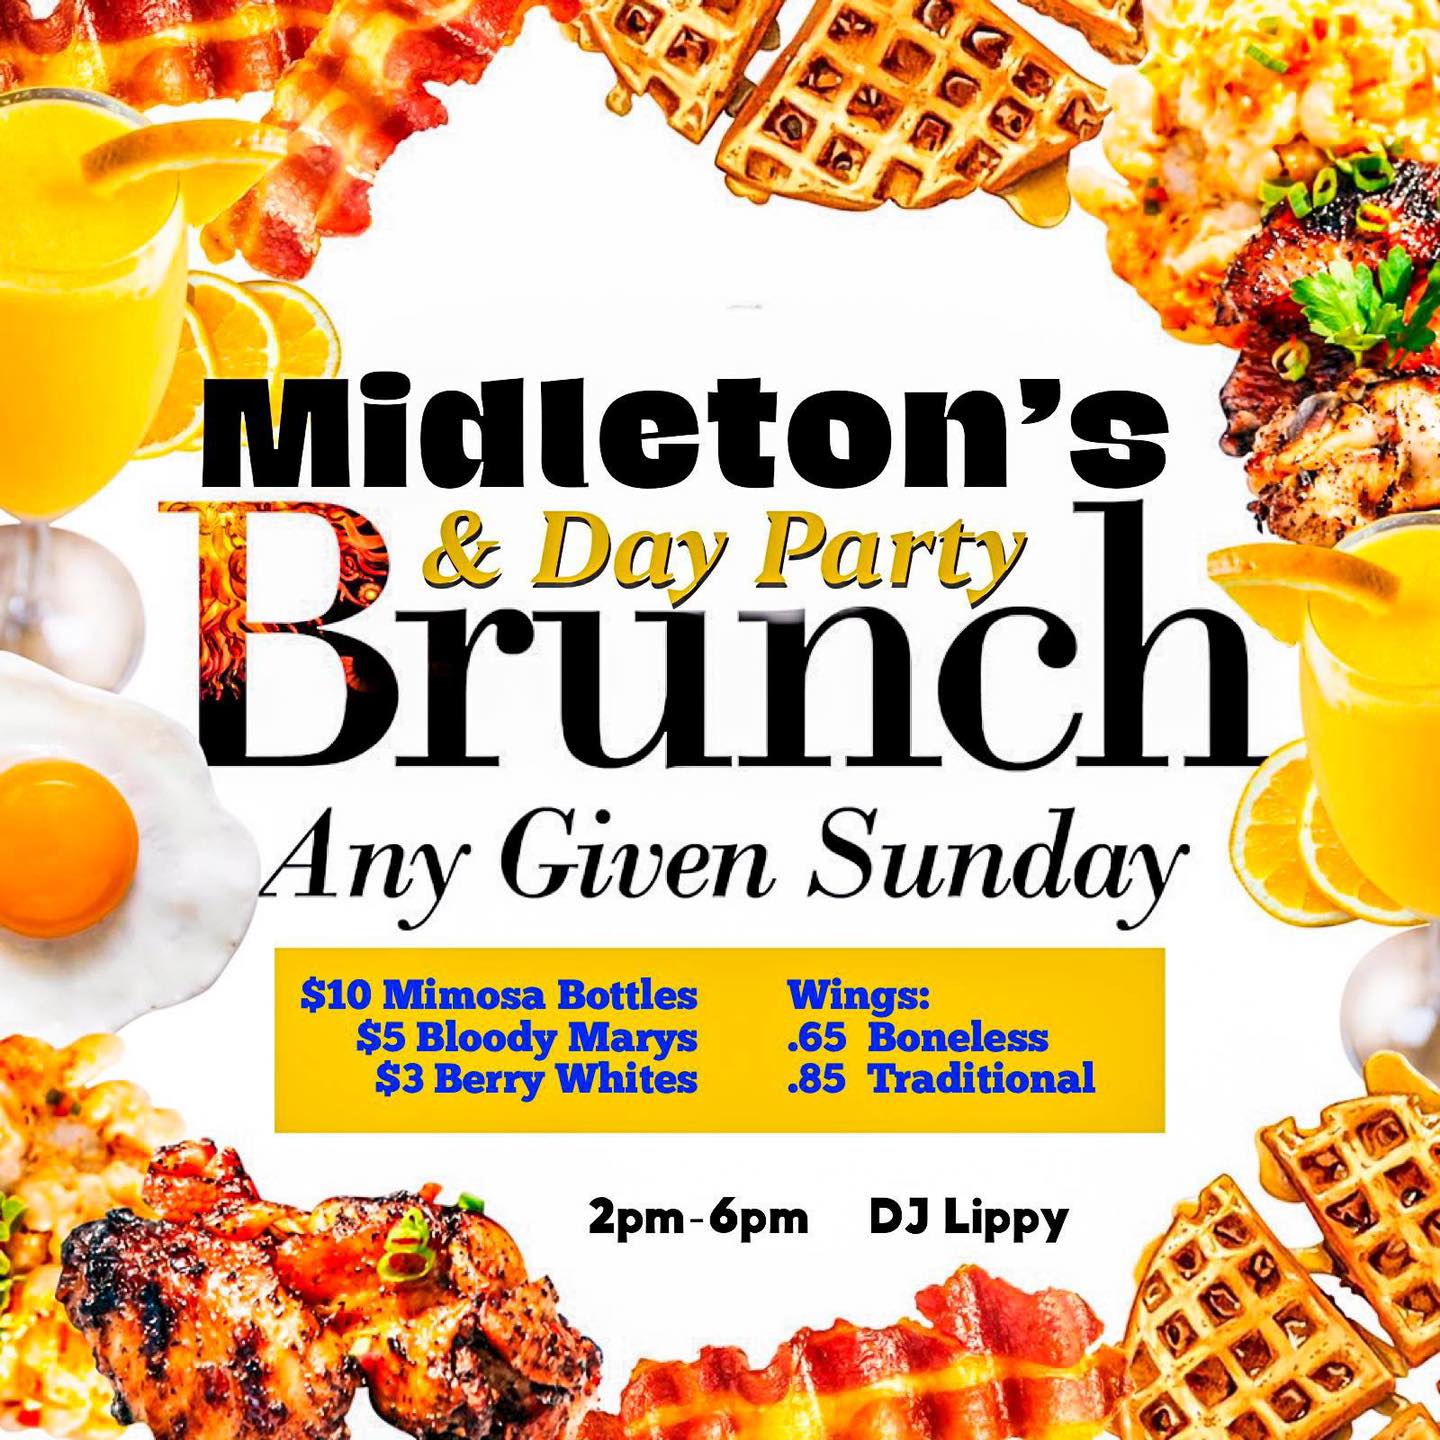 Midleton's
& Day Party
Brunch
Any Given Sunday
$10 Mimosa Bottles
$5 Bloody Marys
$3 Berry Whites
Wings:
.65 Boneless
.85 Traditional
2pm-6pm DJ Lippy